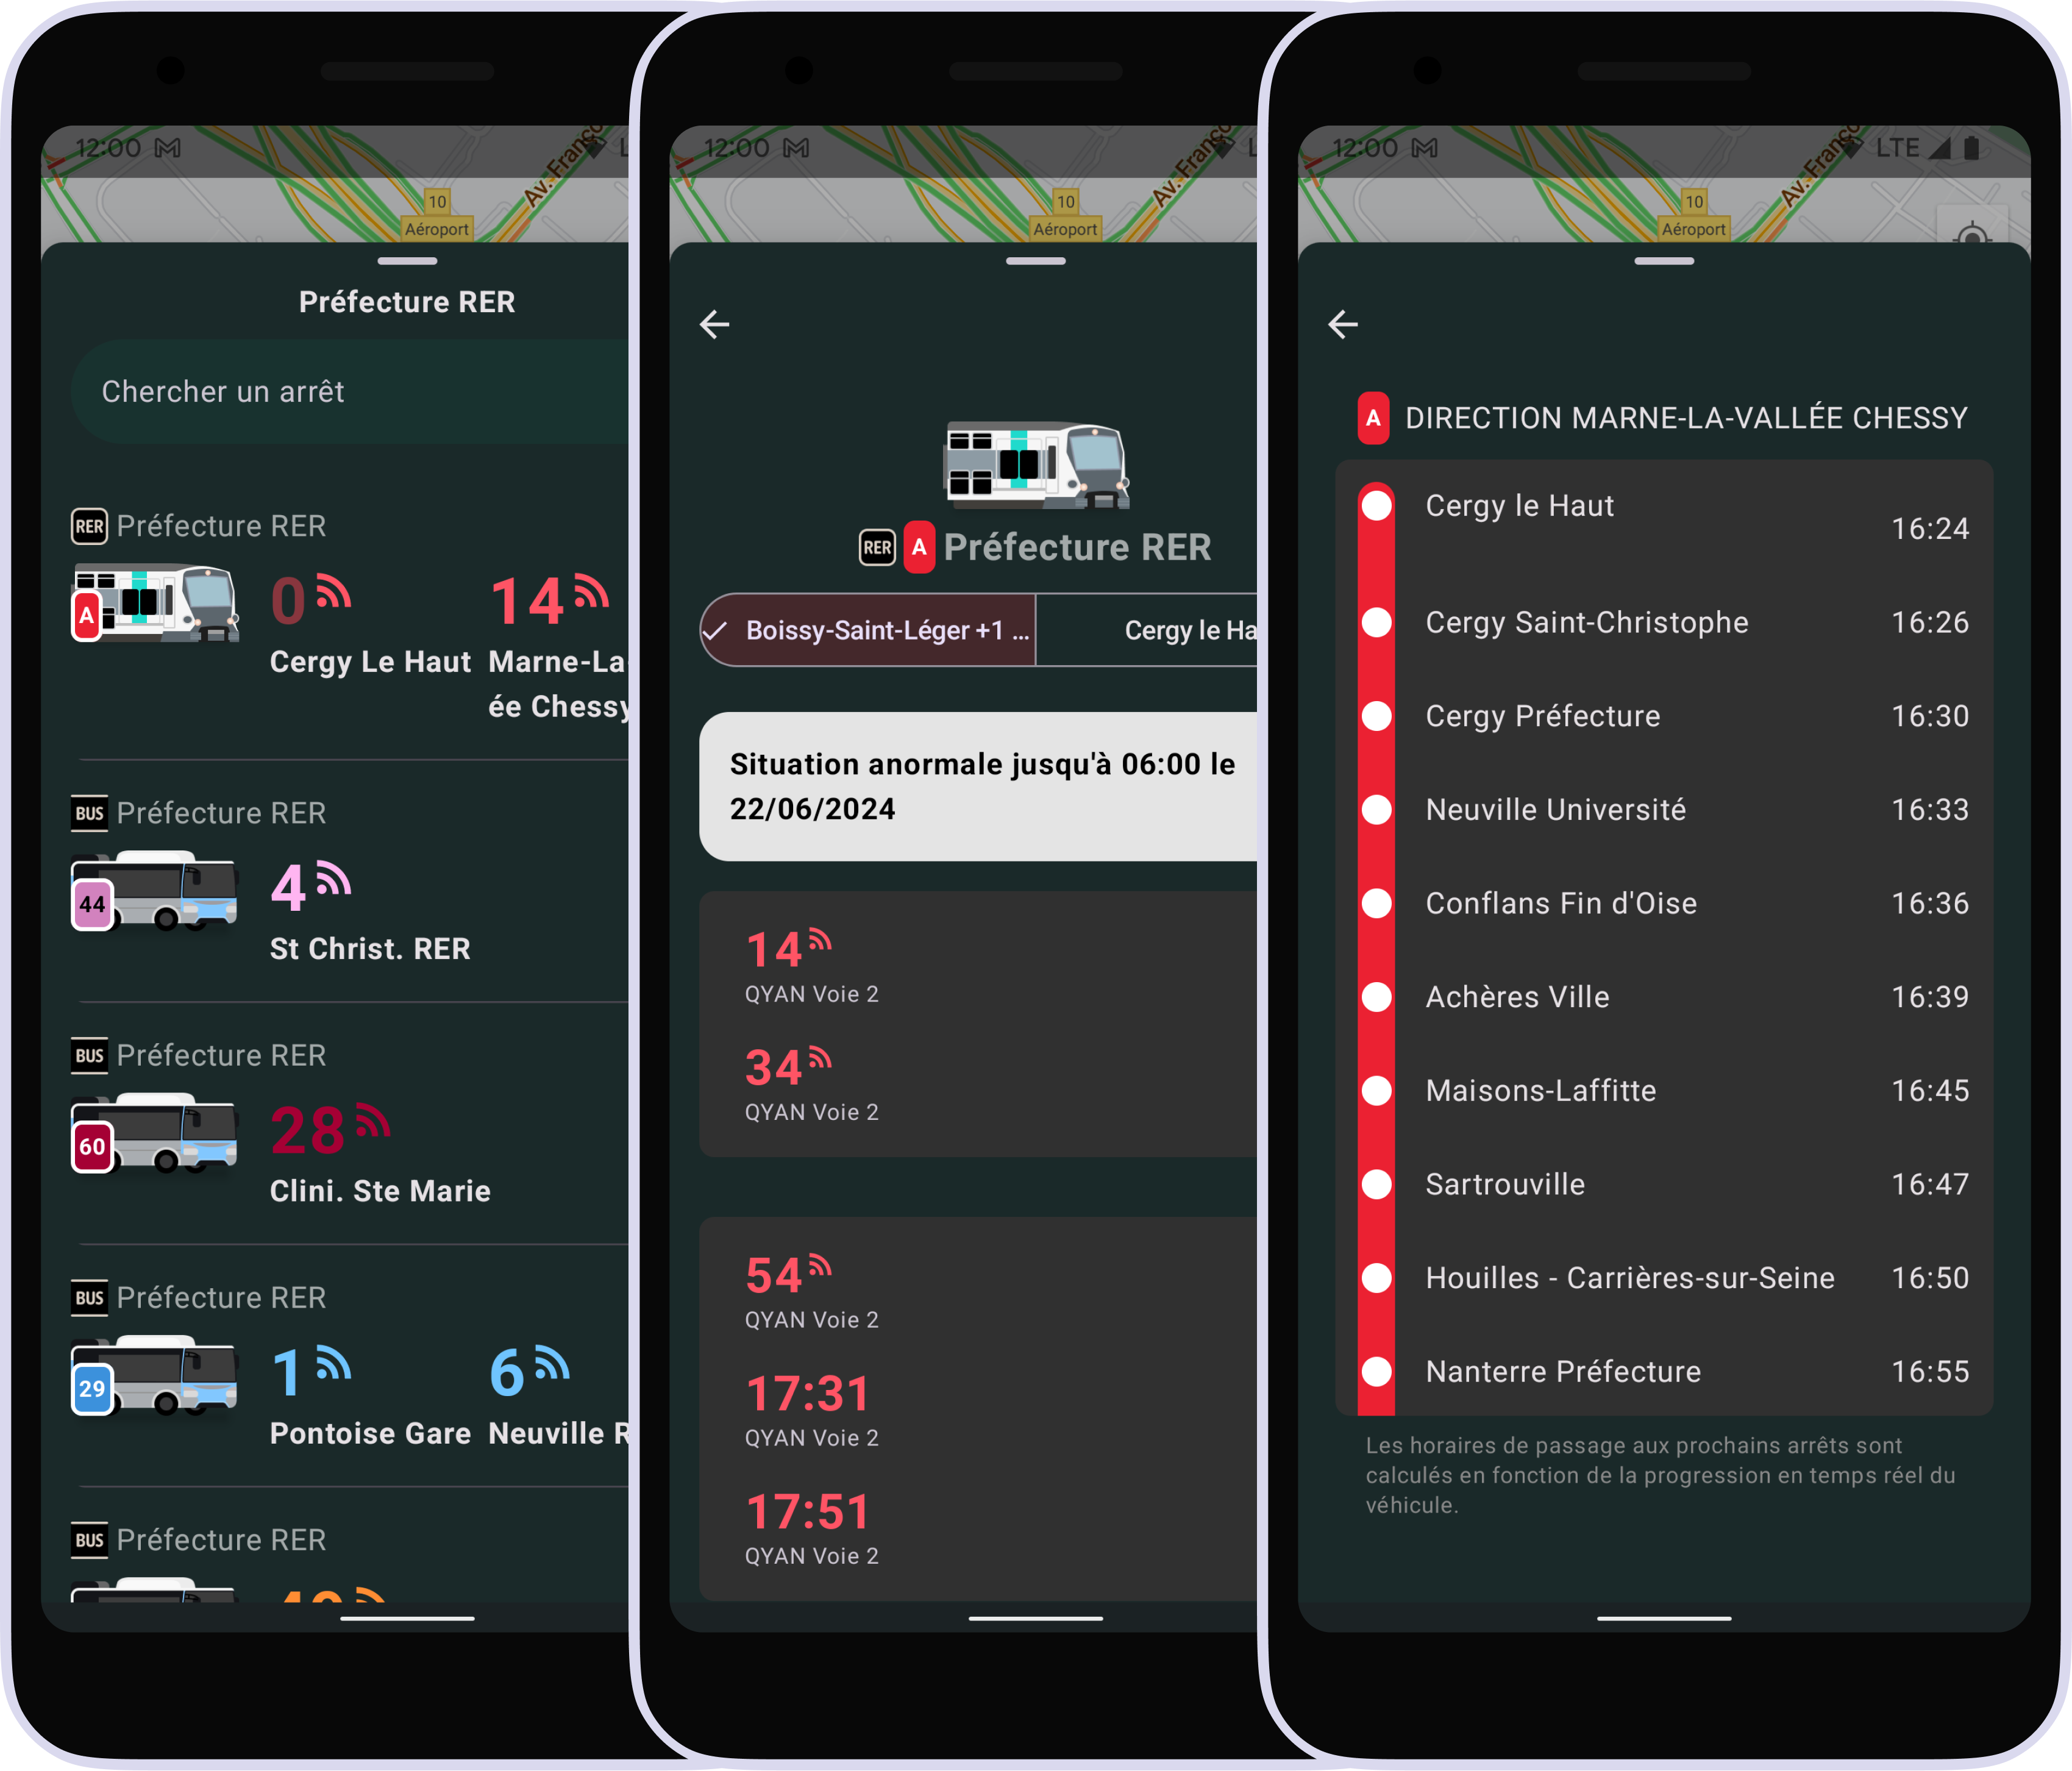 12:00
10
Aéroport
Av. Franço
Préfecture RER
Chercher un arrêt
RER Préfecture RER
A
0
14
Cergy Le Haut
Marne-La
ée Chessy
BUS Préfecture RER
44
4
St Christ. RER
BUS Préfecture RER
60
28
Clini. Ste Marie
BUS Préfecture RER
29
1
6
Pontoise Gare
Neuville R
BUS Préfecture RER
12:00
10
Aéroport
Av. Franço
RER A Préfecture RER
Boissy-Saint-Léger +1 ...
Cergy le Ha
Situation anormale jusqu'à 06:00 le
22/06/2024
14
QYAN Voie 2
34
QYAN Voie 2
54
QYAN Voie 2
17:31
QYAN Voie 2
17:51
QYAN Voie 2
12:00
LTE
10
Aéroport
Av. Franço
A DIRECTION MARNE-LA-VALLÉE CHESSY
Cergy le Haut 16:24
Cergy Saint-Christophe 16:26
Cergy Préfecture 16:30
Neuville Université 16:33
Conflans Fin d'Oise 16:36
Achères Ville 16:39
Maisons-Laffitte 16:45
Sartrouville 16:47
Houilles - Carrières-sur-Seine 16:50
Nanterre Préfecture 16:55
Les horaires de passage aux prochains arrêts sont
calculés en fonction de la progression en temps réel du
véhicule.